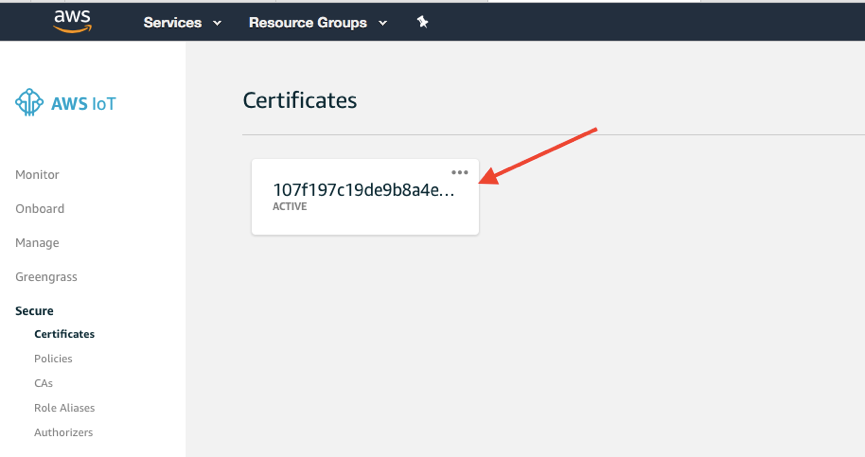 aws Services Resource Groups
AWS IoT
Certificates
Monitor
Onboard
Manage
Greengrass
Secure
Certificates
Policies
CAs
Role Aliases
Authorizers
107f197c19de9b8a4e...
ACTIVE